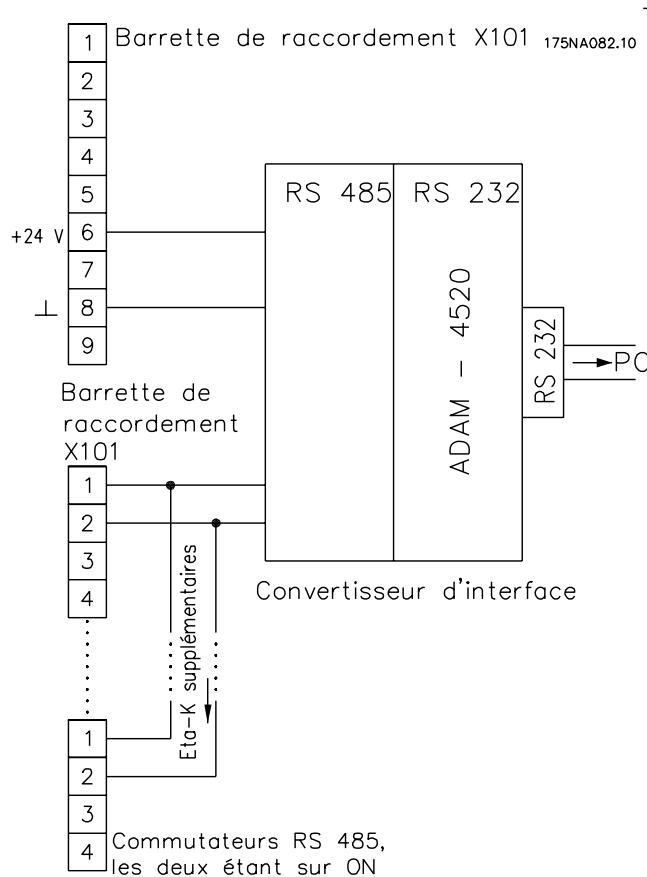 1
Barrette de raccordement X101
175NA082.10
2
3
4
5
+24 V
6
7
8
9
RS 485
RS 232
ADAM - 4520
RS 232
PC
Barrette de
raccordement
X101
1
2
3
4
Eta-K supplémentaires
Convertisseur d'interface
1
2
3
4
Commutateurs RS 485,
les deux étant sur ON